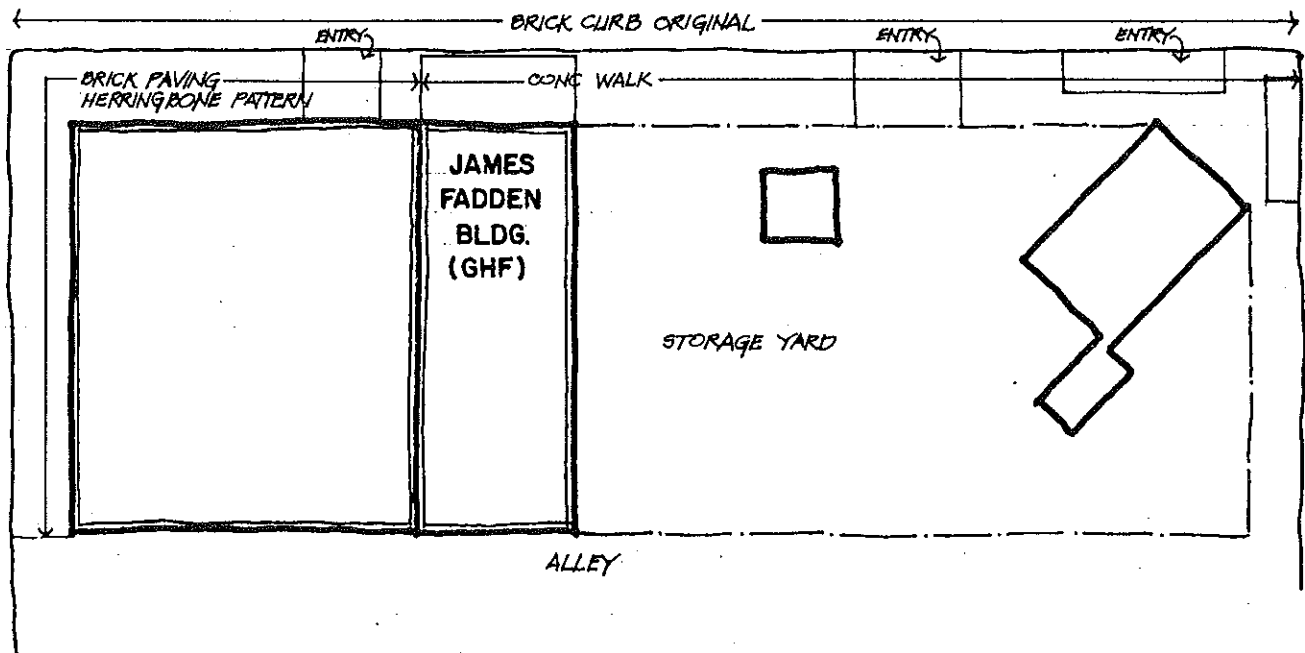 BRICK CURB ORIGINAL
ENTRY
ENTRY
ENTRY
BRICK PAVING
HERRINGBONE PATTERN
CONC WALK
JAMES
FADDEN
BLDG.
(GHF)
STORAGE YARD
ALLEY